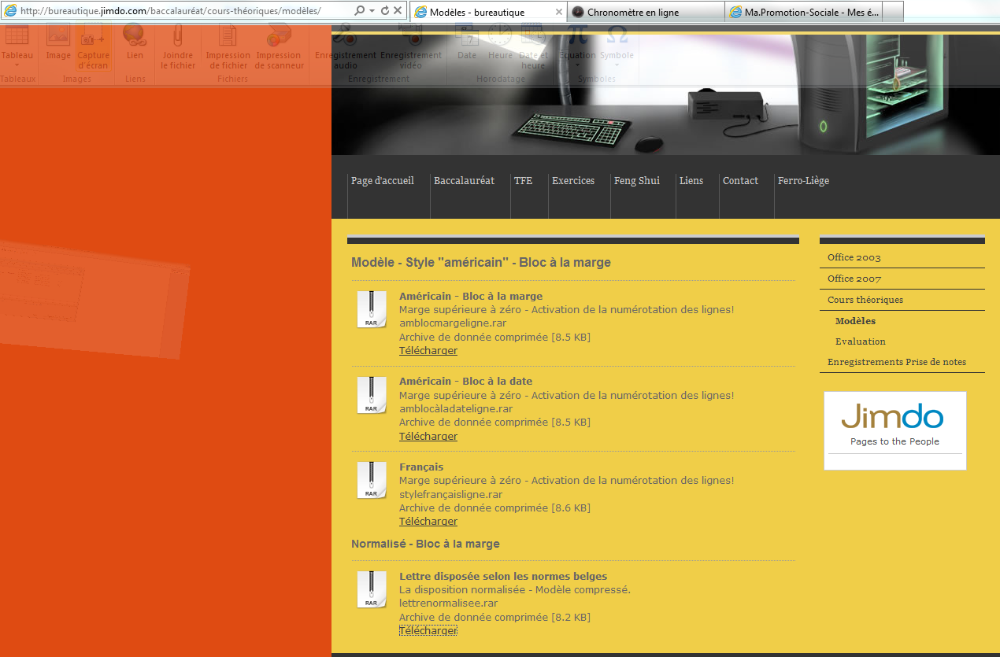 http://bureautique.jimdo.com/baccalauréat/cours-théoriques/modèles/
Modèles - bureautique
Chronomètre en ligne
Ma.Promotion-Sociale - Mes é...
Tableau
Image
Capture d'écran
Lien
Joindre le fichier
Impression de fichier
Impression de scanneur
Enregistrement audio
Enregistrement vidéo
Date
Heure
Date et heure
Équation
Symbole
Tableaux
Images
Liens
Fichiers
Enregistrement
Horodatage
Symboles
Page d'accueil
Baccalauréat
TFE
Exercices
Feng Shui
Liens
Contact
Ferro-Liège
Modèle - Style "américain" - Bloc à la marge
RAR
Américain - Bloc à la marge
Marge supérieure à zéro - Activation de la numérotation des lignes!
amblocmargeligne.rar
Archive de donnée comprimée [8.5 KB]
Télécharger
RAR
Américain - Bloc à la date
Marge supérieure à zéro - Activation de la numérotation des lignes!
amblocàladateligne.rar
Archive de donnée comprimée [8.5 KB]
Télécharger
RAR
Français
Marge supérieure à zéro - Activation de la numérotation des lignes!
stylefrançaisligne.rar
Archive de donnée comprimée [8.6 KB]
Télécharger
Normalisé - Bloc à la marge
RAR
Lettre disposée selon les normes belges
La disposition normalisée - Modèle compressé.
lettrenormalisee.rar
Archive de donnée comprimée [8.2 KB]
Télécharger
Office 2003
Office 2007
Cours théoriques
Modèles
Evaluation
Enregistrements Prise de notes
Jimdo
Pages to the People